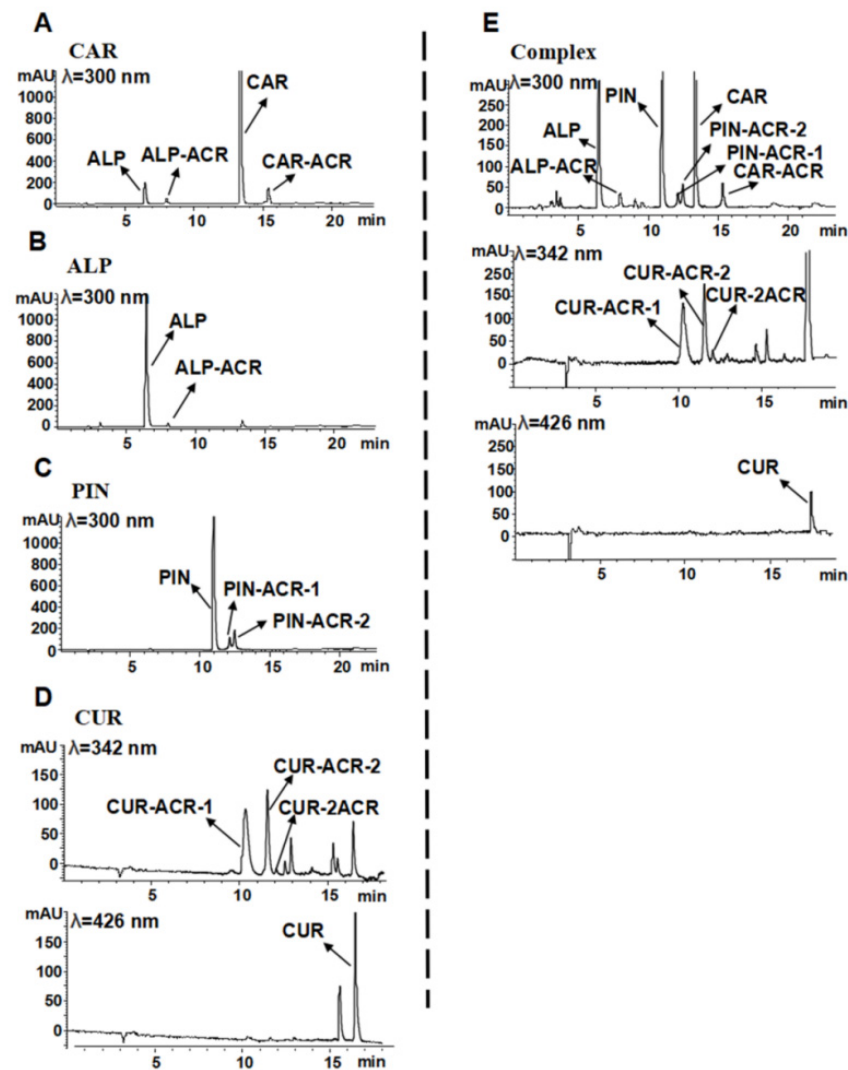 A
CAR
mAU λ=300 nm
1000
800
600
400
200
0
CAR
ALP
ALP-ACR
CAR-ACR
5 10 15 20 min
B
ALP
mAU λ=300 nm
1000
800
600
400
200
0
ALP
ALP-ACR
5 10 15 20 min
C
PIN
mAU λ=300 nm
1000
800
600
400
200
0
PIN
PIN-ACR-1
PIN-ACR-2
5 10 15 20 min
D
CUR
mAU λ=342 nm
150
100
50
0
CUR-ACR-1
CUR-ACR-2
CUR-2ACR
5 10 15 min
mAU λ=426 nm
150
100
50
0
CUR
5 10 15 min
E
Complex
mAU λ=300 nm
250
200
150
100
50
0
ALP
ALP-ACR
PIN
CAR
PIN-ACR-2
PIN-ACR-1
CAR-ACR
5 10 15 20 min
mAU λ=342 nm
250
150
100
50
0
CUR-ACR-2
CUR-ACR-1
CUR-2ACR
5 10 15 min
mAU λ=426 nm
250
150
100
50
0
CUR
5 10 15 min